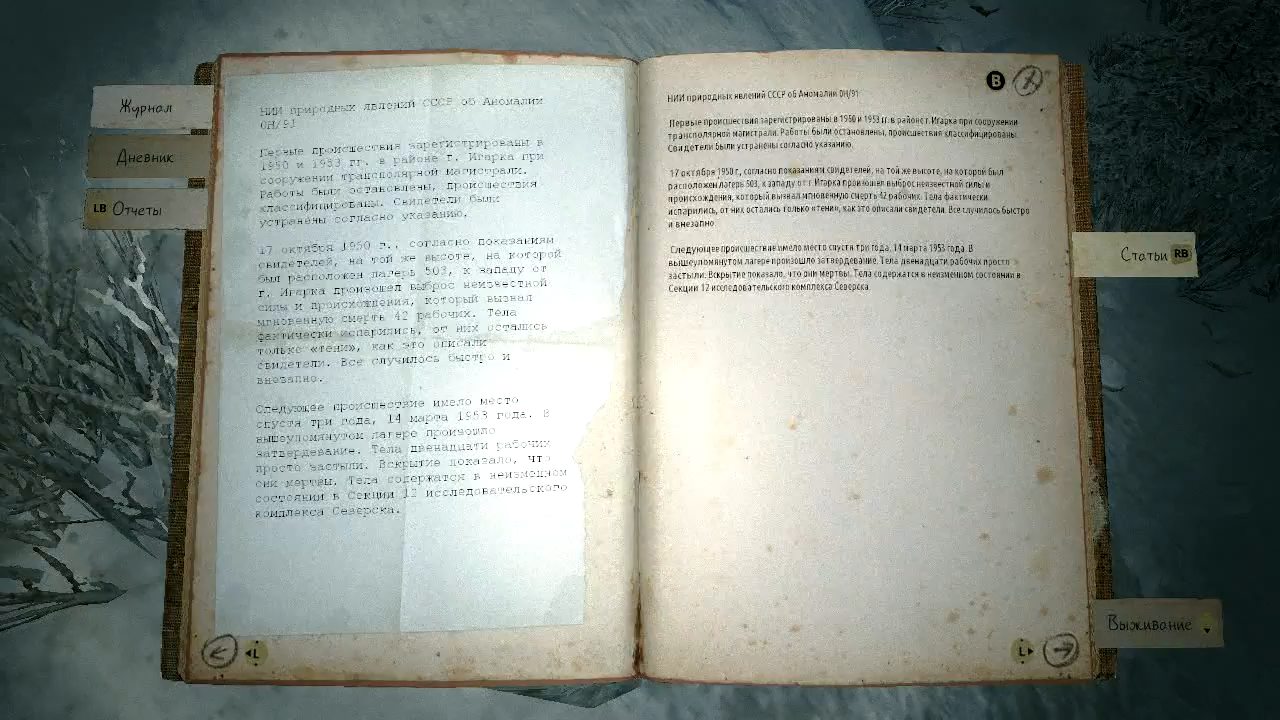 Журнал
Дневник
LB Отчеты
НИИ природных явлений СССР об Аномалии
0H/91
Первые происшествия зарегистрированы в
1950 и 1953 гг. в районе г. Игарка при
сооружении трансполярной магистрали.
Работы были остановлены, происшествия
классифицированы. Свидетели были
устранены согласно указанию.
17 октября 1950 г., согласно показаниям
свидетелей, на той же высоте, на которой
был расположен лагерь 503, к западу от
г. Игарка произошел выброс неизвестной
силы и происхождения, который вызвал
мгновенную смерть 42 рабочих. Тела
фактически испарились, от них остались
только «тени», как это описали
свидетели. Все случилось быстро и
внезапно.
Следующее происшествие имело место
спустя три года, 14 марта 1953 года. В
вышеупомянутом лагере произошло
затвердевание. Тела двенадцати рабочих
просто застыли. Вскрытие показало, что
они мертвы. Тела содержатся в неизменном
состоянии в Секции 12 исследовательского
комплекса Северска.
L
B
НИИ природных явлений СССР об Аномалии 0H/91
Первые происшествия зарегистрированы в 1950 и 1953 гг. в районе г. Игарка при сооружении
трансполярной магистрали. Работы были остановлены, происшествия классифицированы.
Свидетели были устранены согласно указанию.
17 октября 1950 г., согласно показаниям свидетелей, на той же высоте, на которой был
расположен лагерь 503, к западу от г. Игарка произошел выброс неизвестной силы и
происхождения, который вызвал мгновенную смерть 42 рабочих. Тела фактически
испарились, от них остались только «тени», как это описали свидетели. Все случилось быстро
и внезапно.
Следующее происшествие имело место спустя три года, 14 марта 1953 года. В
вышеупомянутом лагере произошло затвердевание. Тела двенадцати рабочих просто
застыли. Вскрытие показало, что они мертвы. Тела содержатся в неизменном состоянии в
Секции 12 исследовательского комплекса Северска.
L
Статьи RB
Выживание